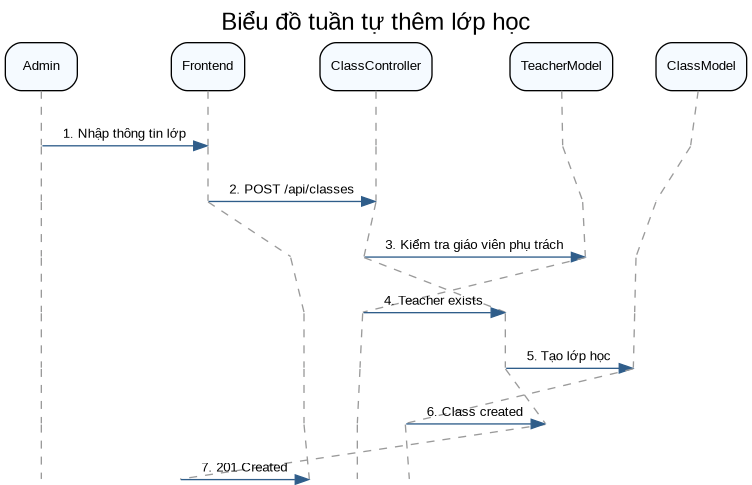 Biểu đồ tuần tự thêm lớp học
Admin
Frontend
ClassController
TeacherModel
ClassModel
1. Nhập thông tin lớp
2. POST /api/classes
3. Kiểm tra giáo viên phụ trách
4. Teacher exists
5. Tạo lớp học
6. Class created
7. 201 Created